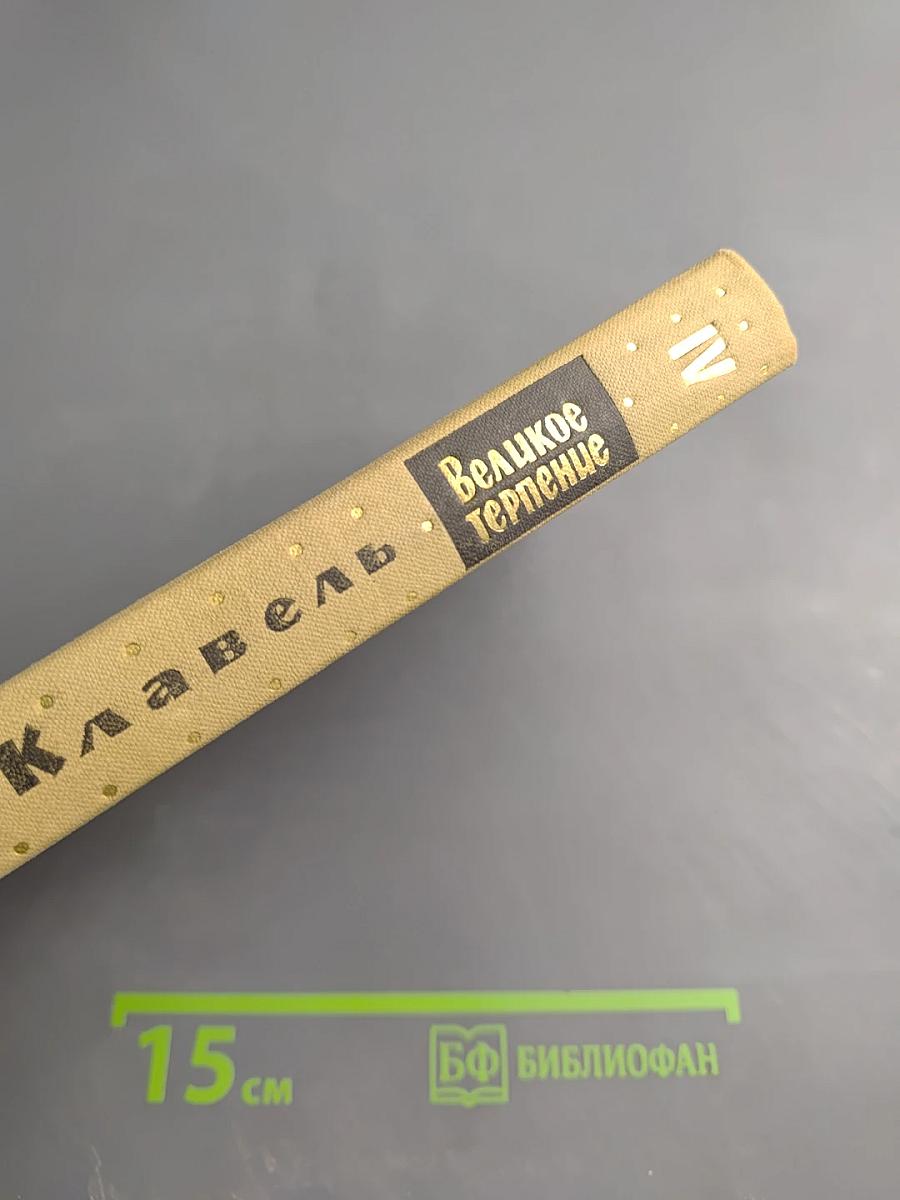 Клавель
Великое
терпение
IV
15 см
БФ БИБЛИОФАН